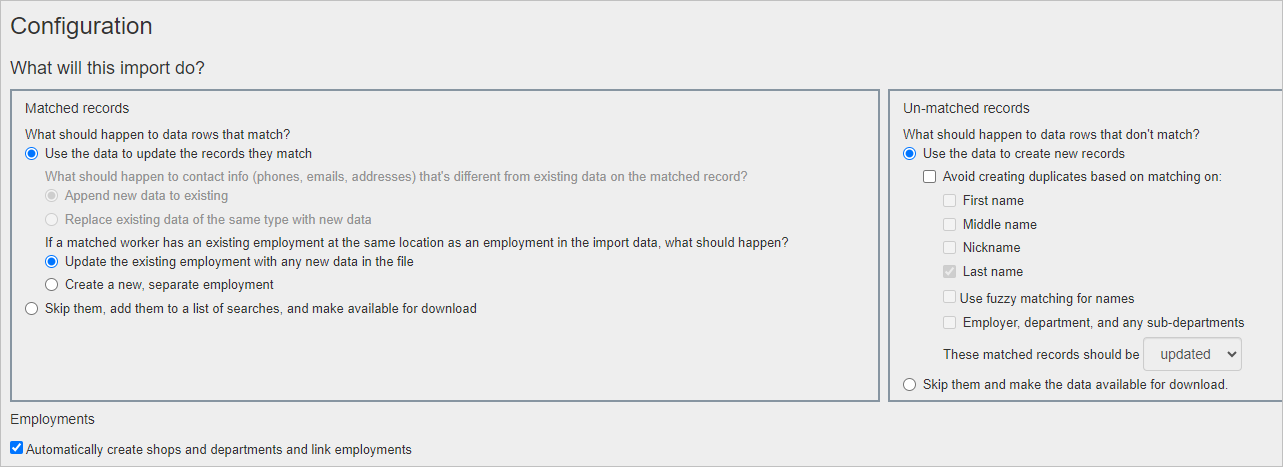 Configuration
What will this import do?
Matched records
What should happen to data rows that match?
Use the data to update the records they match
What should happen to contact info (phones, emails, addresses) that's different from existing data on the matched record?
Append new data to existing
Replace existing data of the same type with new data
If a matched worker has an existing employment at the same location as an employment in the import data, what should happen?
Update the existing employment with any new data in the file
Create a new, separate employment
Skip them, add them to a list of searches, and make available for download
Un-matched records
What should happen to data rows that don't match?
Use the data to create new records
Avoid creating duplicates based on matching on:
First name
Middle name
Nickname
Last name
Use fuzzy matching for names
Employer, department, and any sub-departments
These matched records should be updated
Skip them and make the data available for download.
Employments
Automatically create shops and departments and link employments